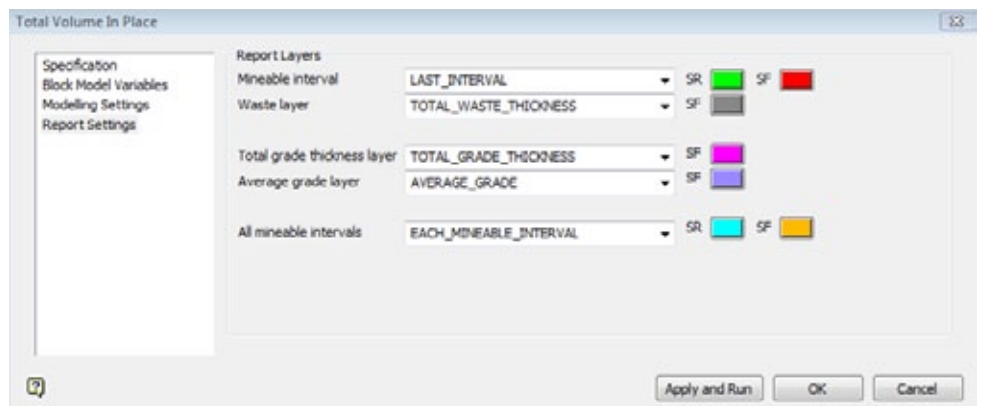 Total Volume In Place
Specification
Block Model Variables
Modelling Settings
Report Settings
Report Layers
Mineable interval LAST_INTERVAL SR SF
Waste layer TOTAL_WASTE_THICKNESS SF
Total grade thickness layer TOTAL_GRADE_THICKNESS SF
Average grade layer AVERAGE_GRADE SF
All mineable intervals EACH_MINEABLE_INTERVAL SR SF
Apply and Run OK Cancel